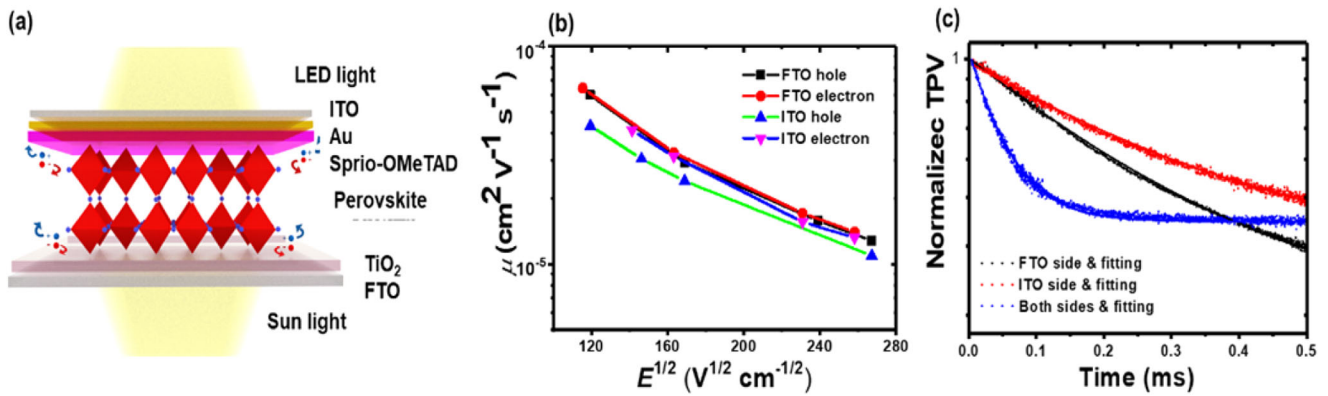 (a)
LED light
ITO
Au
Sprio-OMeTAD
Perovskite
TiO₂
FTO
Sun light
(b)
μ (cm² V⁻¹ s⁻¹)
10⁻⁴
10⁻⁵
FTO hole
FTO electron
ITO hole
ITO electron
120 160 200 240 280
E¹/² (V¹/² cm⁻¹/²)
(c)
Normalizec TPV
1
FTO side & fitting
ITO side & fitting
Both sides & fitting
0.0 0.1 0.2 0.3 0.4 0.5
Time (ms)